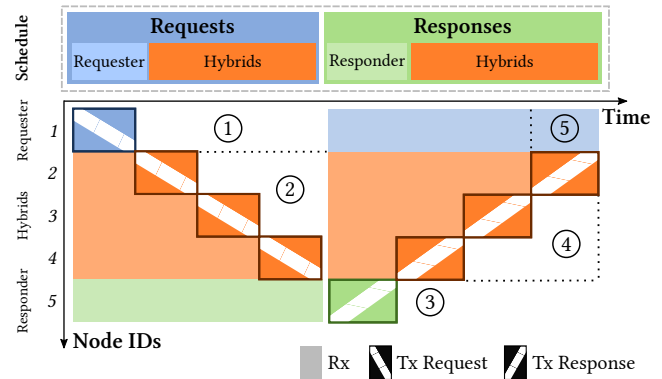 Schedule
Requests
Responses
Requester
Hybrids
Responder
Hybrids
Time
Requester
Hybrids
Responder
1
2
3
4
5
1
2
3
4
5
Node IDs
Rx
Tx Request
Tx Response